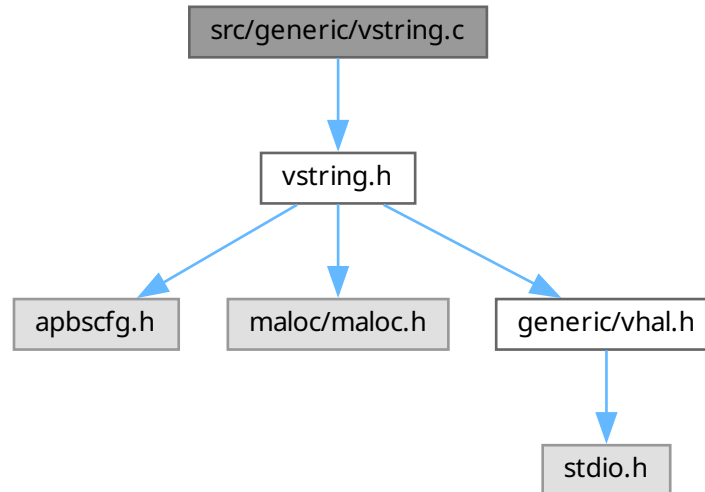 src/generic/vstring.c
vstring.h
apbscfg.h
maloc/maloc.h
generic/vhal.h
stdio.h